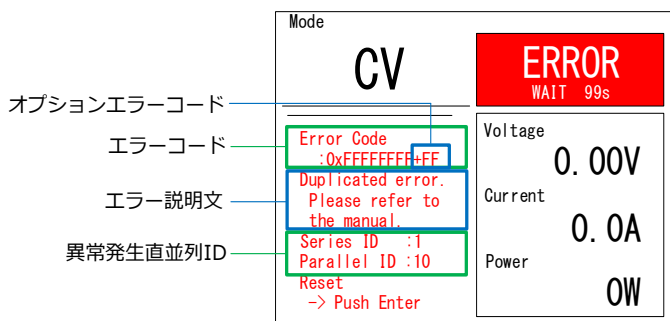 オプションエラーコード
エラーコード
エラー説明文
異常発生直並列ID
Mode
CV
ERROR
WAIT 99s
Error Code
:0xFFFFFFFF+FF
Duplicated error.
Please refer to
the manual.
Series ID :1
Parallel ID :10
Reset
-> Push Enter
Voltage
0.00V
Current
0.0A
Power
0W